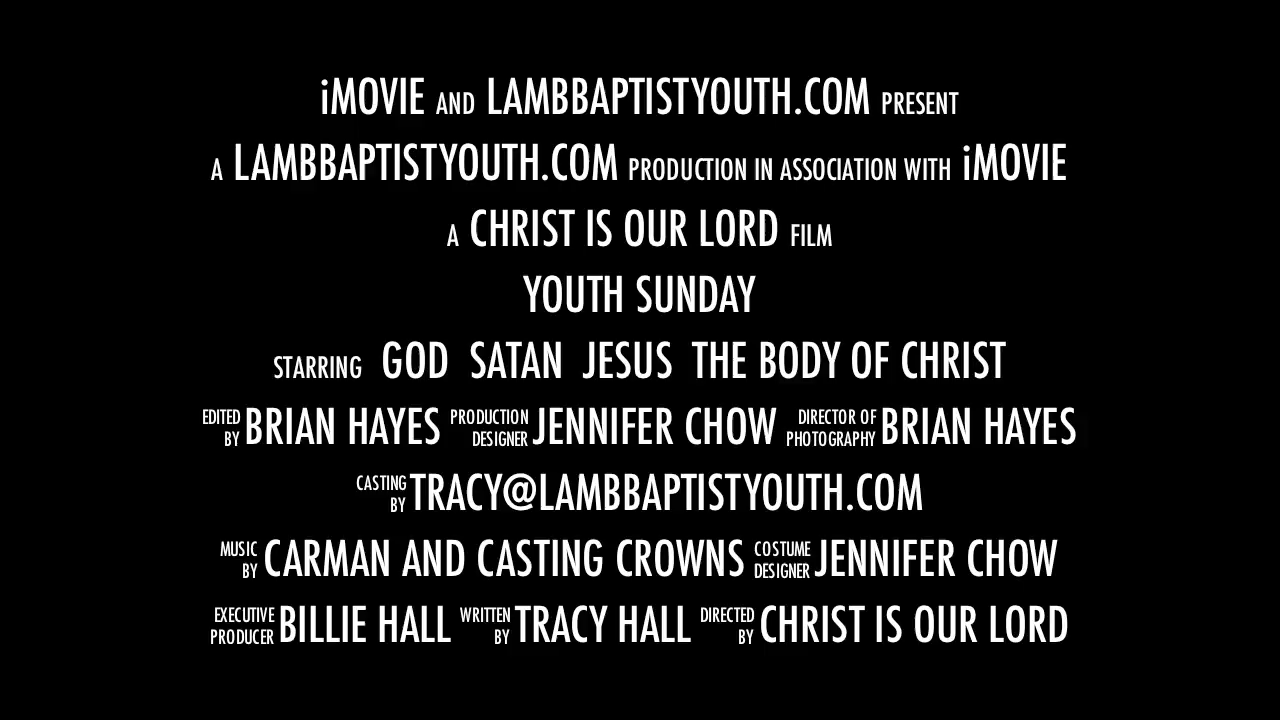 iMOVIE AND LAMBBAPTISTYOUTH.COM PRESENT
A LAMBBAPTISTYOUTH.COM PRODUCTION IN ASSOCIATION WITH iMOVIE
A CHRIST IS OUR LORD FILM
YOUTH SUNDAY
STARRING GOD SATAN JESUS THE BODY OF CHRIST
EDITED BY BRIAN HAYES PRODUCTION DESIGNER JENNIFER CHOW DIRECTOR OF PHOTOGRAPHY BRIAN HAYES
CASTING BY TRACY@LAMBBAPTISTYOUTH.COM
MUSIC BY CARMAN AND CASTING CROWNS COSTUME DESIGNER JENNIFER CHOW
EXECUTIVE PRODUCER BILLIE HALL WRITTEN BY TRACY HALL DIRECTED BY CHRIST IS OUR LORD